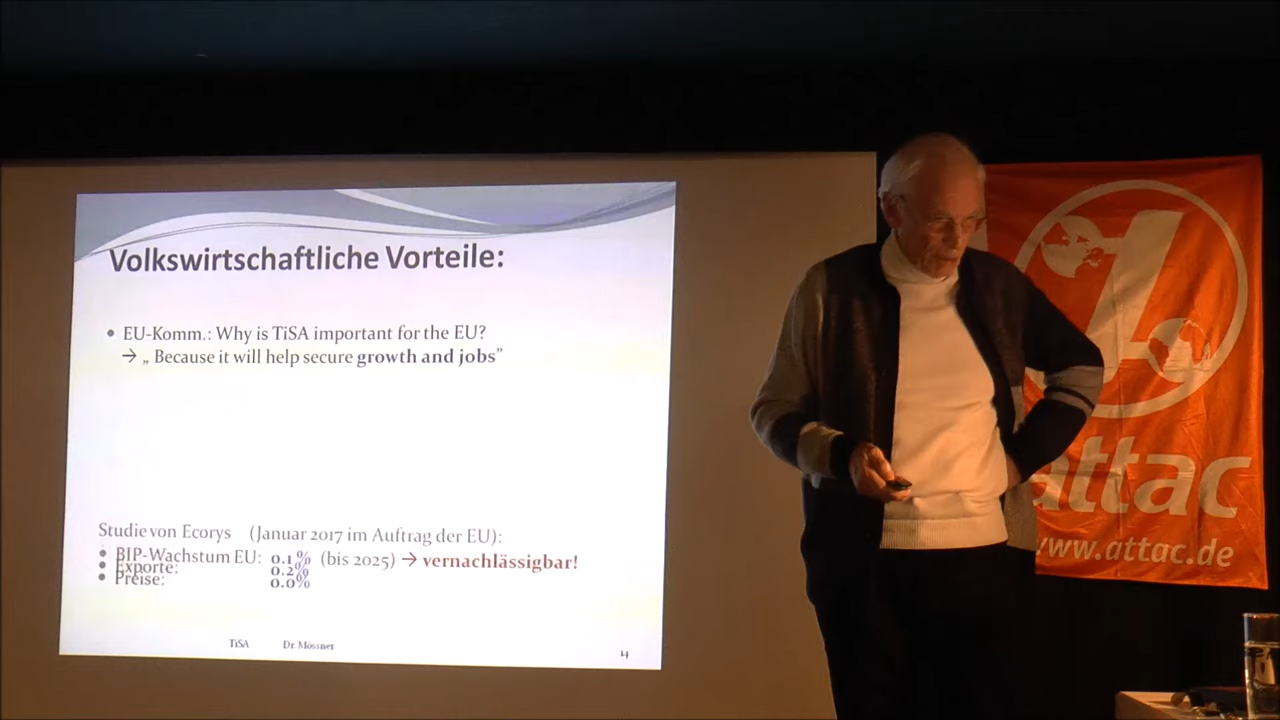 Volkswirtschaftliche Vorteile:
• EU-Komm.: Why is TiSA important for the EU?
→ „ Because it will help secure growth and jobs”
Studie von Ecorys (Januar 2017 im Auftrag der EU):
• BIP-Wachstum EU: 0.1% (bis 2025) → vernachlässigbar!
• Exporte: 0.2%
• Preise: 0.0%
TiSA Dr. Mössner 4
attac
www.attac.de